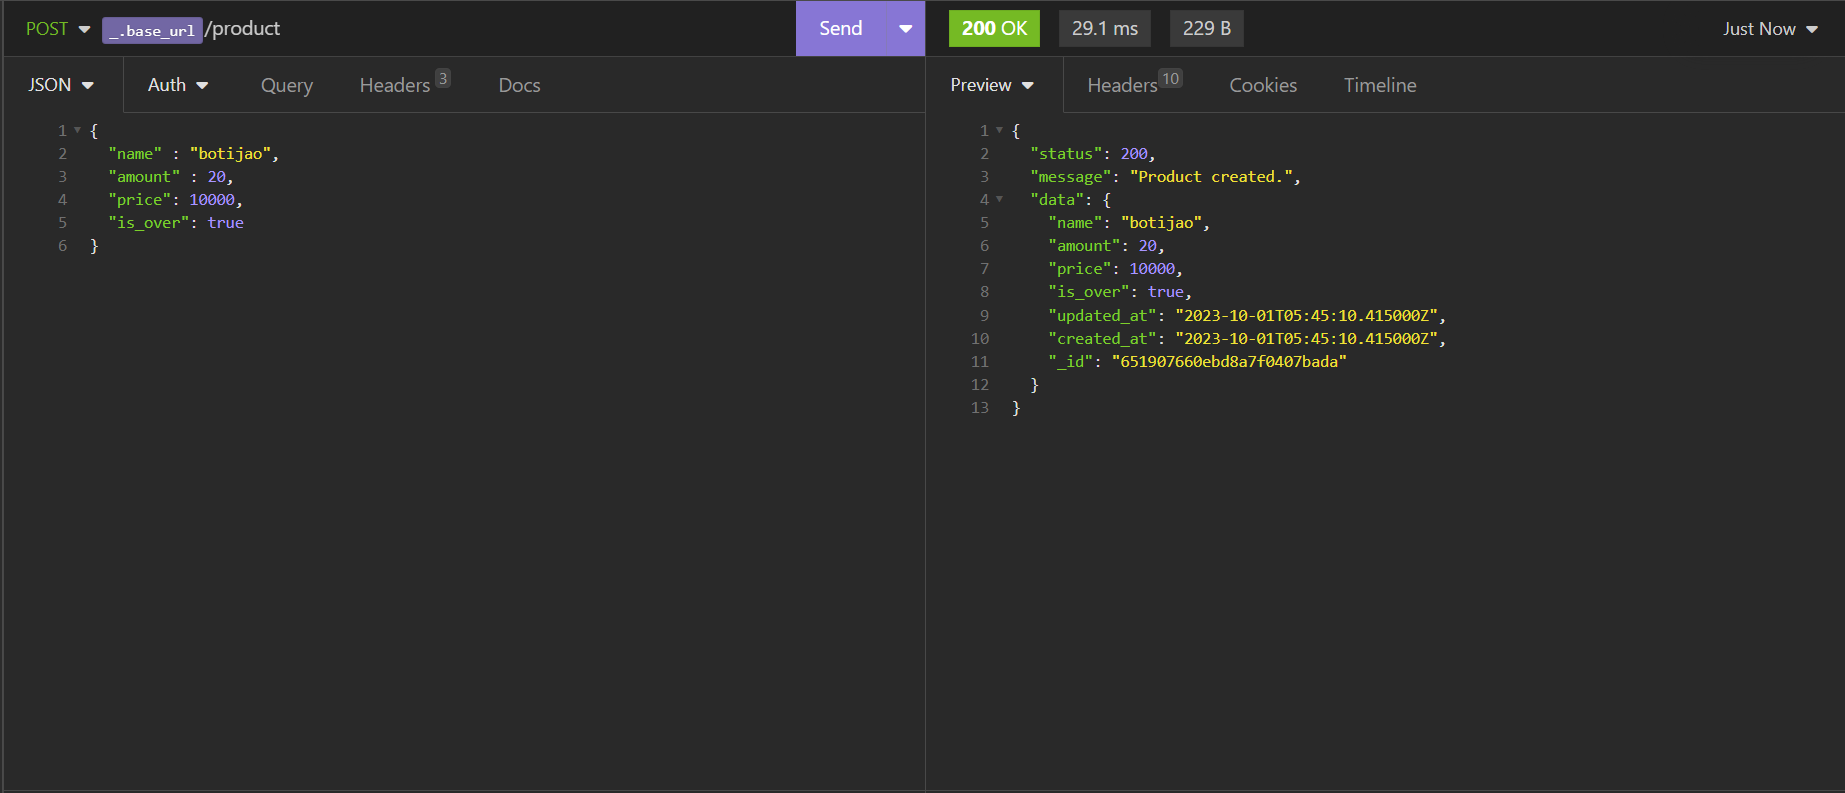 POST _.base_url /product Send 200 OK 29.1 ms 229 B Just Now
JSON Auth Query Headers 3 Docs
1 {
2 "name" : "botijao",
3 "amount" : 20,
4 "price": 10000,
5 "is_over": true
6 }
Preview Headers 10 Cookies Timeline
1 {
2 "status": 200,
3 "message": "Product created.",
4 "data": {
5 "name": "botijao",
6 "amount": 20,
7 "price": 10000,
8 "is_over": true,
9 "updated_at": "2023-10-01T05:45:10.415000Z",
10 "created_at": "2023-10-01T05:45:10.415000Z",
11 "_id": "651907660ebd8a7f0407bada"
12 }
13 }